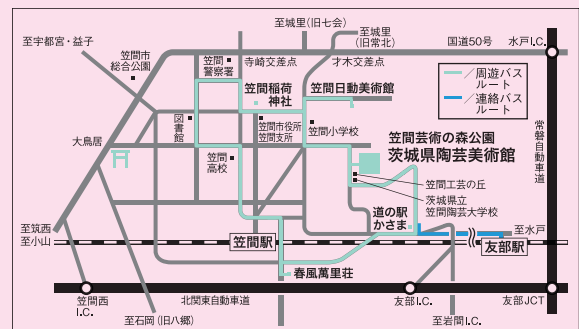 至城里(旧七会)
至城里
(旧常北)
至宇都宮・益子
国道50号
水戸I.C.
笠間市
総合公園
笠間
警察署
寺崎交差点
才木交差点
／周遊バス
ルート
／連絡バス
ルート
笠間稲荷
神社
笠間日動美術館
図書館
笠間市役所
笠間支所
笠間小学校
常磐自動車道
大鳥居
笠間
高校
笠間芸術の森公園
茨城県陶芸美術館
笠間工芸の丘
茨城県立
笠間陶芸大学校
道の駅
かさま
至筑西
至小山
至水戸
笠間駅
友部駅
春風萬里荘
笠間西
I.C.
北関東自動車道
友部I.C.
友部JCT
至石岡(旧八郷)
至岩間I.C.